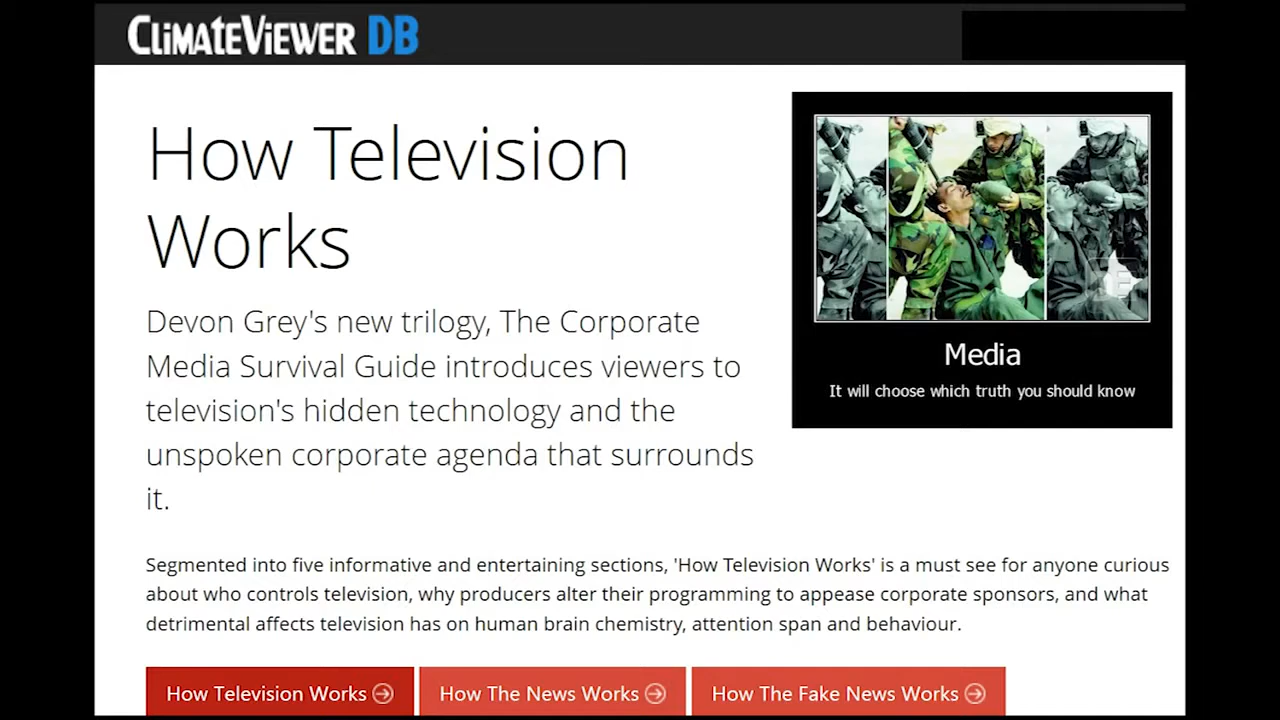 CLiMATEViEWER DB
How Television
Works
Devon Grey's new trilogy, The Corporate
Media Survival Guide introduces viewers to
television's hidden technology and the
unspoken corporate agenda that surrounds
it.
Media
It will choose which truth you should know
Segmented into five informative and entertaining sections, 'How Television Works' is a must see for anyone curious
about who controls television, why producers alter their programming to appease corporate sponsors, and what
detrimental affects television has on human brain chemistry, attention span and behaviour.
How Television Works
How The News Works
How The Fake News Works